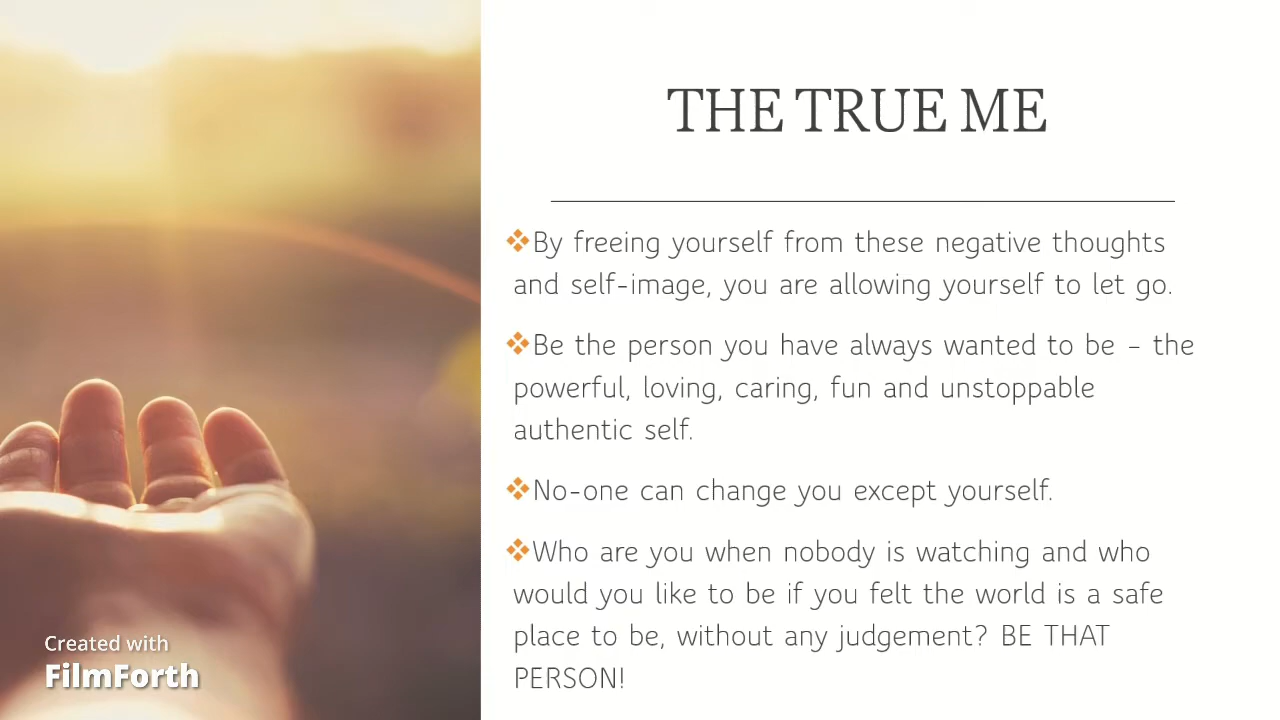 THE TRUE ME
❖By freeing yourself from these negative thoughts
and self-image, you are allowing yourself to let go.
❖Be the person you have always wanted to be – the
powerful, loving, caring, fun and unstoppable
authentic self.
❖No-one can change you except yourself.
❖Who are you when nobody is watching and who
would you like to be if you felt the world is a safe
place to be, without any judgement? BE THAT
PERSON!
Created with
FilmForth